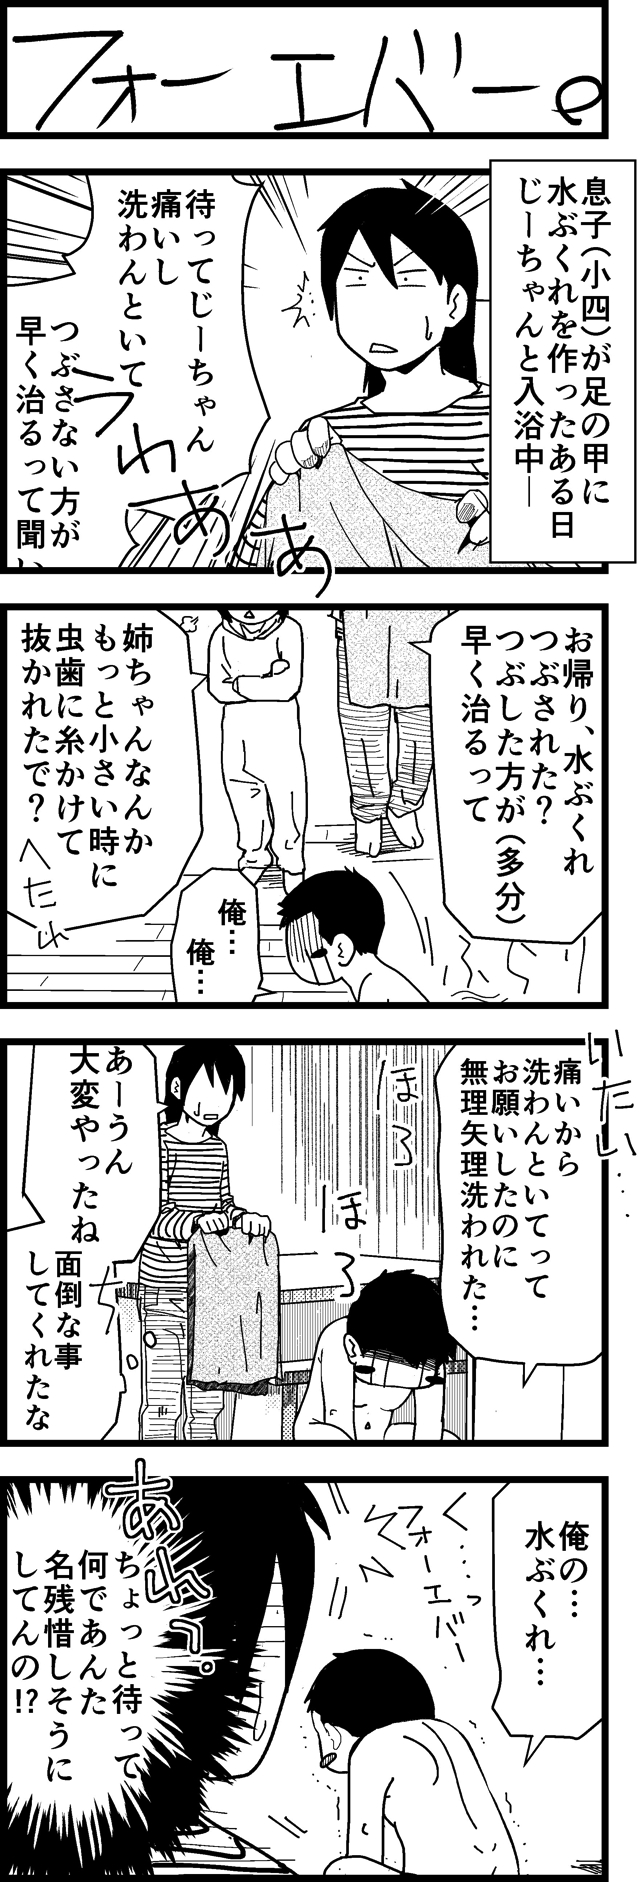 フォーエバー。
息子(小四)が足の甲に
水ぶくれを作ったある日
じーちゃんと入浴中―
待ってじーちゃん
痛いし
洗わんといて
うわああ
つぶさない方が
早く治るって聞い
お帰り、水ぶくれ
つぶされた?
つぶした方が(多分)
早く治るって
姉ちゃんなんか
もっと小さい時に
虫歯に糸かけて
抜かれたで?
へたれ
俺…
俺…
いたい…
痛いから
洗わんといてって
お願いしたのに
無理矢理洗われた…
ほろ
ほろ
あーうん
大変やったね
面倒な事
してくれたな
俺の…
水ぶくれ…
くっ…
フォーエバー
あれ?
ちょっと待って
何であんた
名残惜しそうに
してんの!?